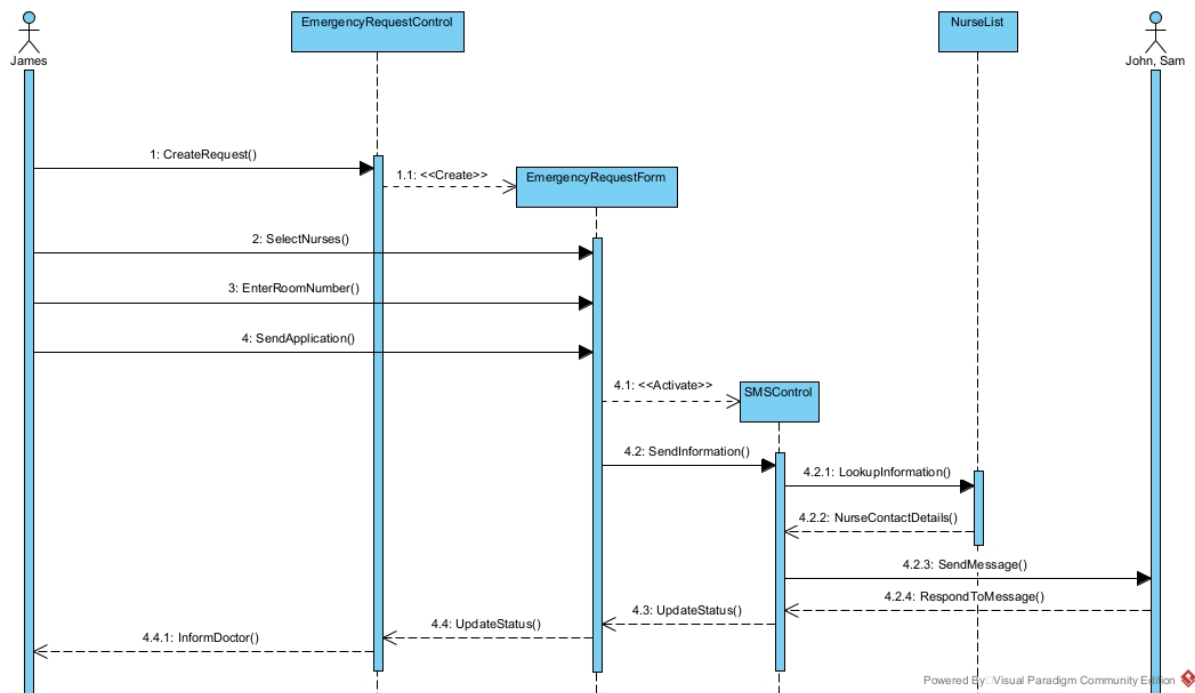 EmergencyRequestControl
NurseList
James
John, Sam
1: CreateRequest()
1.1: <<Create>>
EmergencyRequestForm
2: SelectNurses()
3: EnterRoomNumber()
4: SendApplication()
4.1: <<Activate>>
SMSControl
4.2: SendInformation()
4.2.1: LookupInformation()
4.2.2: NurseContactDetails()
4.2.3: SendMessage()
4.2.4: RespondToMessage()
4.3: UpdateStatus()
4.4: UpdateStatus()
4.4.1: InformDoctor()
Powered By Visual Paradigm Community Edition